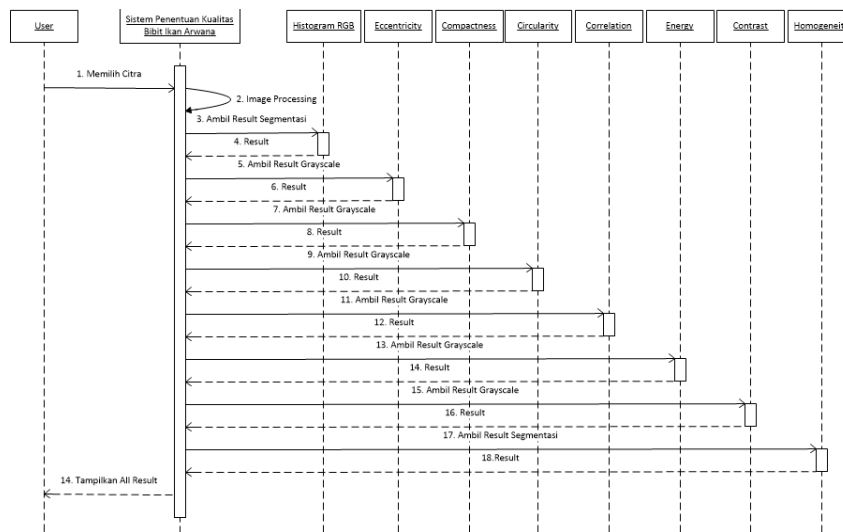 User
Sistem Penentuan Kualitas
Bibit Ikan Arwana
Histogram RGB
Eccentricity
Compactness
Circularity
Correlation
Energy
Contrast
Homogeneit
1. Memilih Citra
2. Image Processing
3. Ambil Result Segmentasi
4. Result
5. Ambil Result Grayscale
6. Result
7. Ambil Result Grayscale
8. Result
9. Ambil Result Grayscale
10. Result
11. Ambil Result Grayscale
12. Result
13. Ambil Result Grayscale
14. Result
15. Ambil Result Grayscale
16. Result
17. Ambil Result Segmentasi
18.Result
14. Tampilkan All Result